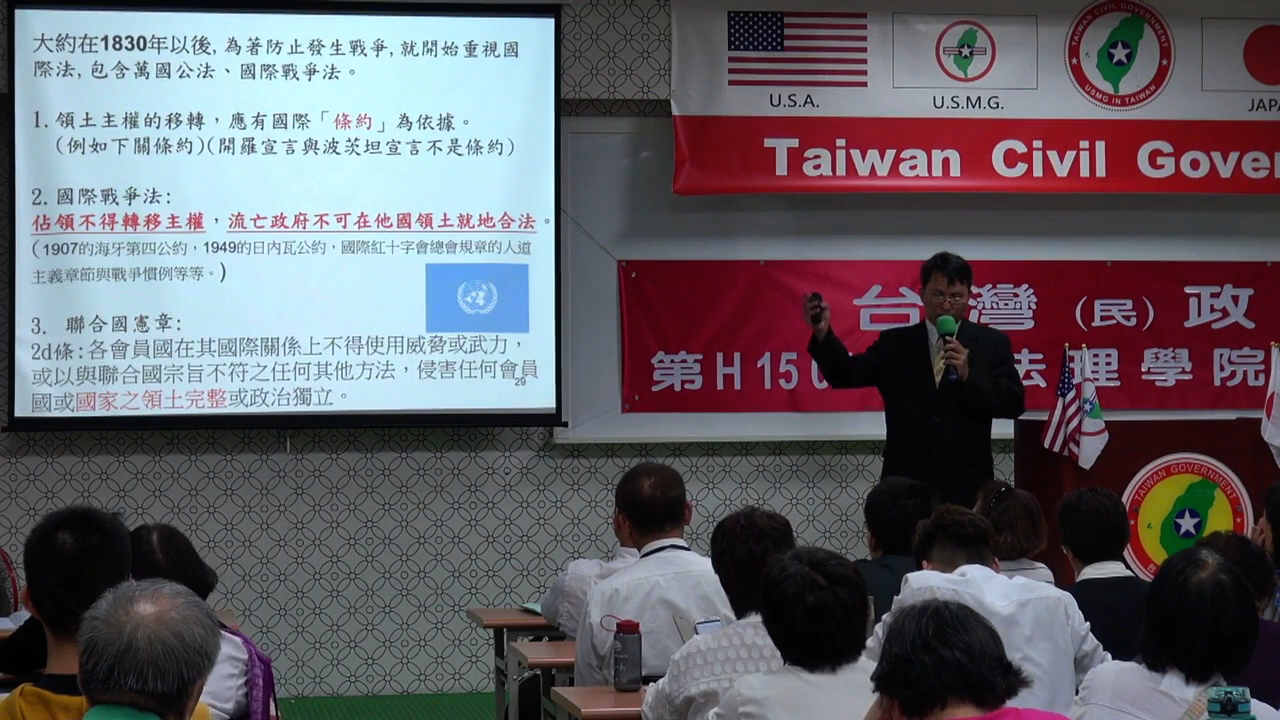 大約在1830年以後, 為著防止發生戰爭, 就開始重視國
際法, 包含萬國公法、國際戰爭法。
1. 領土主權的移轉，應有國際「條約」為依據。
(例如下關條約)(開羅宣言與波茨坦宣言不是條約)
2. 國際戰爭法:
佔領不得轉移主權，流亡政府不可在他國領土就地合法。
(1907的海牙第四公約，1949的日內瓦公約，國際紅十字會總會規章的人道
主義章節與戰爭慣例等等。)
3. 聯合國憲章:
2d條: 各會員國在其國際關係上不得使用威脅或武力，
或以與聯合國宗旨不符之任何其他方法，侵害任何會員
國或國家之領土完整或政治獨立。
29
U.S.A.
U.S.M.G.
TAIWAN CIVIL GOVERNMENT
USMG IN TAIWAN
JAPA
Taiwan Civil Gover
台灣（民）政
第H 15 法理學院
TAIWAN GOVERNMENT